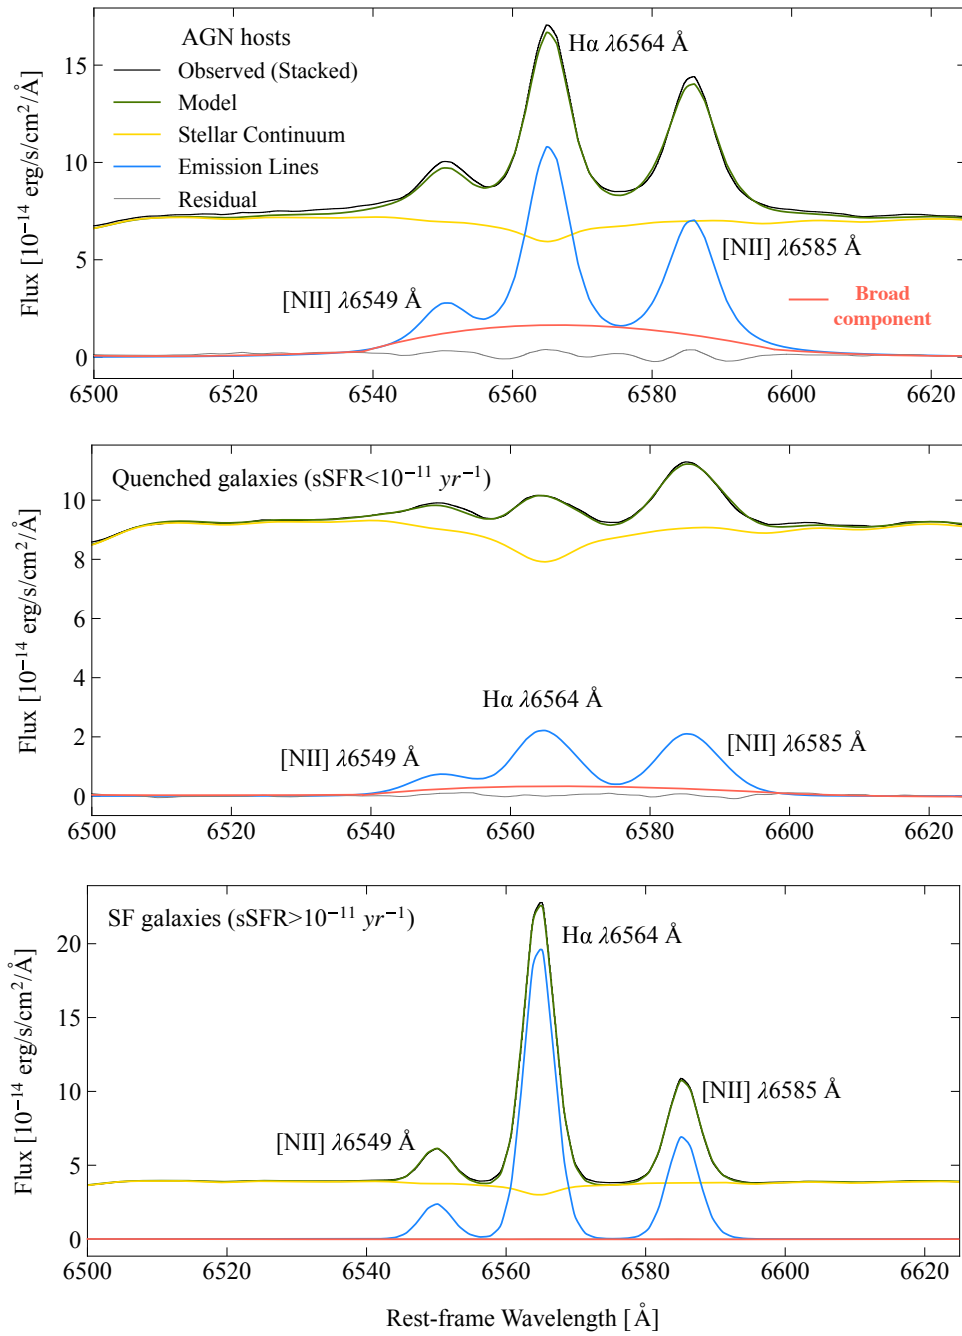 AGN hosts
Observed (Stacked)
Model
Stellar Continuum
Emission Lines
Residual
Hα λ6564 Å
[NII] λ6585 Å
[NII] λ6549 Å
Broad
component
Flux [10⁻¹⁴ erg/s/cm²/Å]
15
10
5
0
6500 6520 6540 6560 6580 6600 6620
Quenched galaxies (sSFR<10⁻¹¹ yr⁻¹)
Hα λ6564 Å
[NII] λ6549 Å
[NII] λ6585 Å
Flux [10⁻¹⁴ erg/s/cm²/Å]
10
8
6
4
2
0
6500 6520 6540 6560 6580 6600 6620
SF galaxies (sSFR>10⁻¹¹ yr⁻¹)
Hα λ6564 Å
[NII] λ6585 Å
[NII] λ6549 Å
Flux [10⁻¹⁴ erg/s/cm²/Å]
20
15
10
5
0
6500 6520 6540 6560 6580 6600 6620
Rest-frame Wavelength [Å]